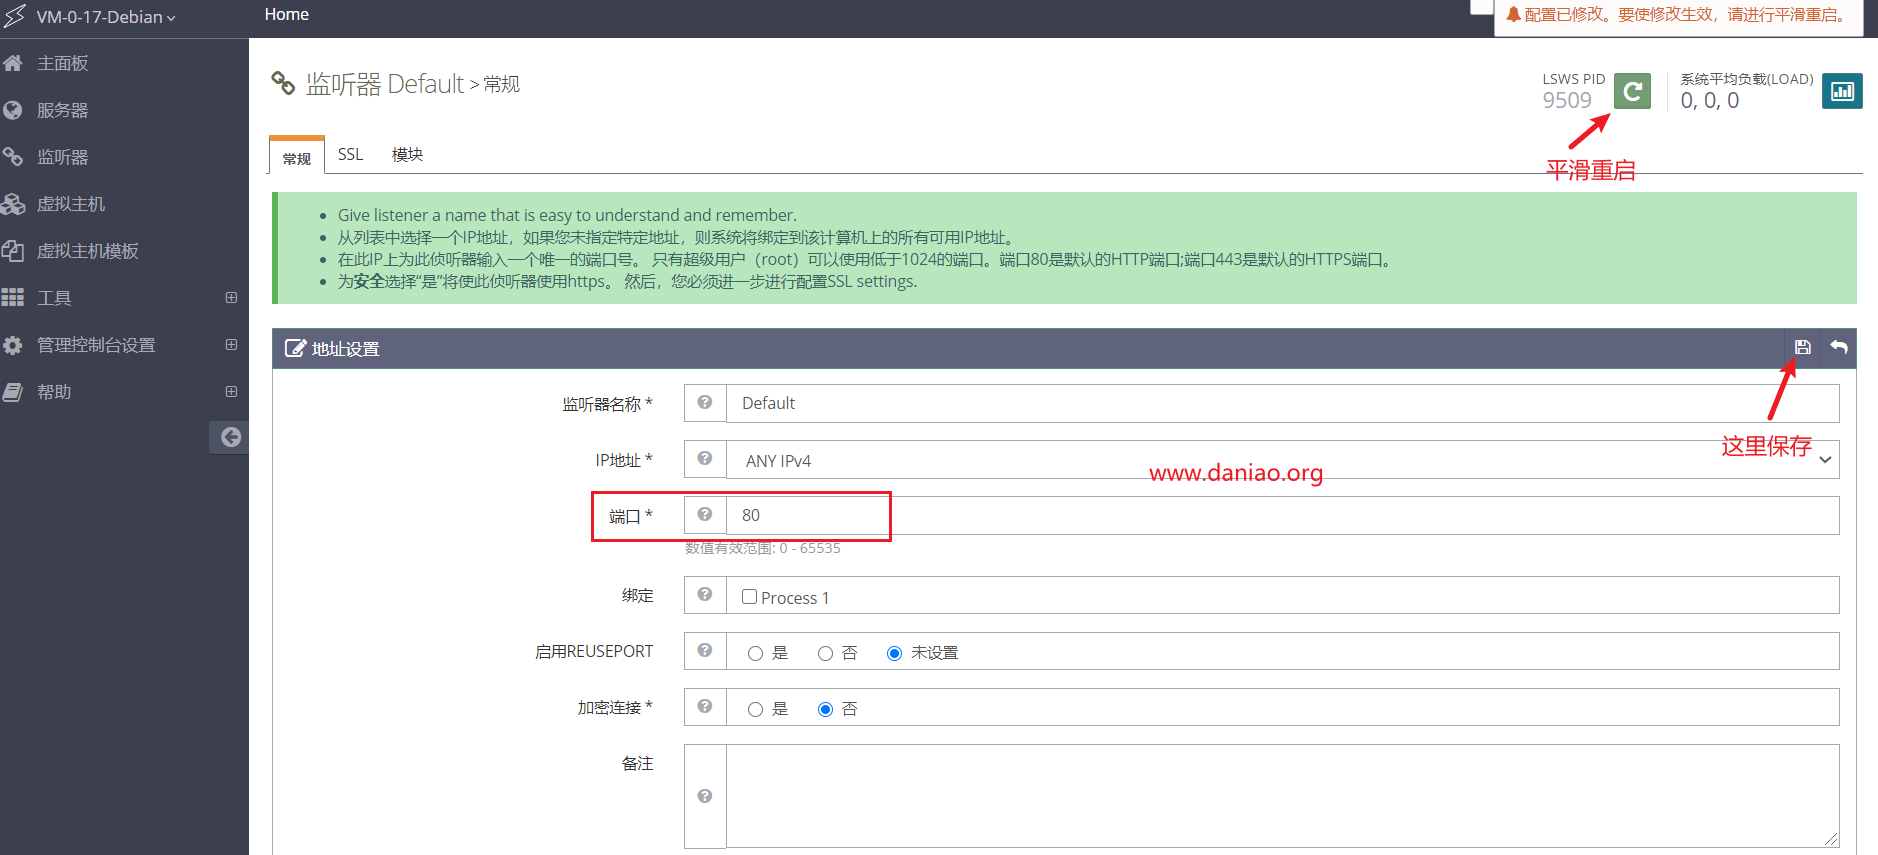 VM-0-17-Debian
Home
配置已修改。要使修改生效，请进行平滑重启。
主面板
服务器
监听器
虚拟主机
虚拟主机模板
工具
管理控制台设置
帮助
监听器 Default > 常规
LSWS PID
9509
系统平均负载(LOAD)
0, 0, 0
平滑重启
常规 SSL 模块
Give listener a name that is easy to understand and remember.
从列表中选择一个IP地址，如果您未指定特定地址，则系统将绑定到该计算机上的所有可用IP地址。
在此IP上为此侦听器输入一个唯一的端口号。 只有超级用户（root）可以使用低于1024的端口。端口80是默认的HTTP端口;端口443是默认的HTTPS端口。
为安全选择“是”将使此侦听器使用https。 然后，您必须进一步进行配置SSL settings.
地址设置
这里保存
监听器名称 * Default
IP地址 * ANY IPv4
www.daniao.org
端口 * 80
数值有效范围: 0 - 65535
绑定 Process 1
启用REUSEPORT 是 否 未设置
加密连接 * 是 否
备注